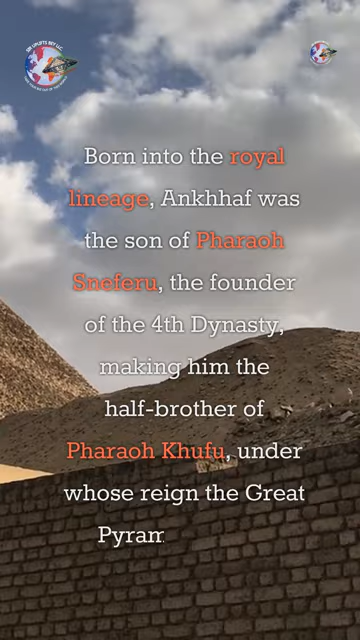 Born into the royal
lineage, Ankhhaf was
the son of Pharaoh
Sneferu, the founder
of the 4th Dynasty,
making him the
half-brother of
Pharaoh Khufu, under
whose reign the Great
Pyram